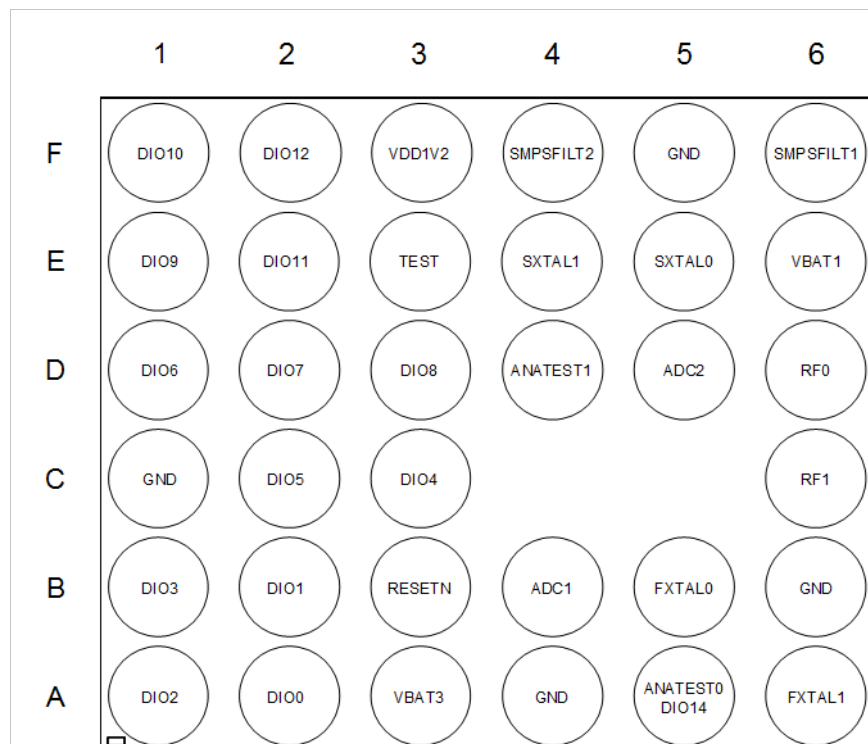 1 2 3 4 5 6
F DIO10 DIO12 VDD1V2 SMPSFILT2 GND SMPSFILT1
E DIO9 DIO11 TEST SXTAL1 SXTAL0 VBAT1
D DIO6 DIO7 DIO8 ANATEST1 ADC2 RF0
C GND DIO5 DIO4 RF1
B DIO3 DIO1 RESETN ADC1 FXTAL0 GND
A DIO2 DIO0 VBAT3 GND ANATEST0 FXTAL1
DIO14